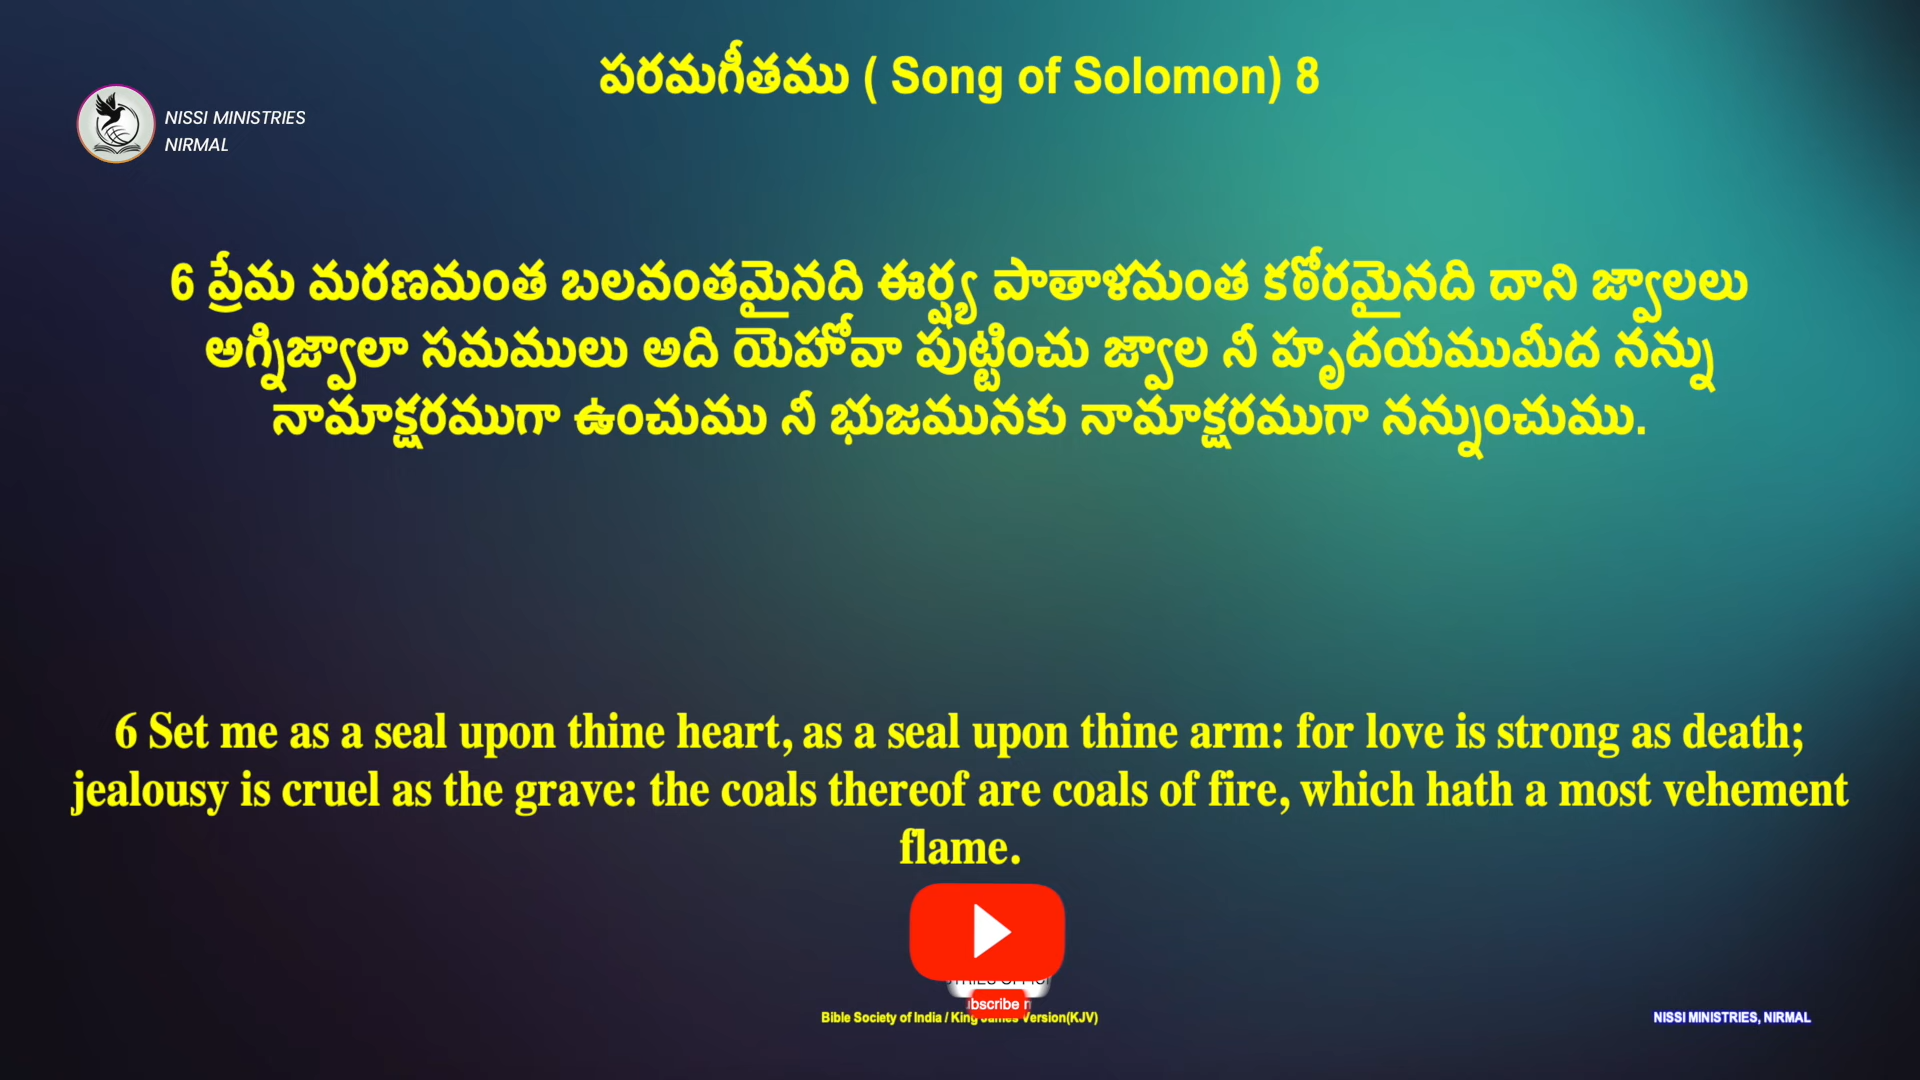 పరమగీతము ( Song of Solomon) 8
NISSI MINISTRIES
NIRMAL
6 ప్రేమ మరణమంత బలవంతమైనది ఈర్ష్య పాతాళమంత కఠోరమైనది దాని జ్వాలలు
అగ్నిజ్వాలా సమములు అది యెహోవా పుట్టించు జ్వాల నీ హృదయముమీద నన్ను
నామాక్షరముగా ఉంచుము నీ భుజమునకు నామాక్షరముగా నన్నుంచుము.
6 Set me as a seal upon thine heart, as a seal upon thine arm: for love is strong as death;
jealousy is cruel as the grave: the coals thereof are coals of fire, which hath a most vehement
flame.
Bible Society of India / King James Version(KJV)
NISSI MINISTRIES, NIRMAL